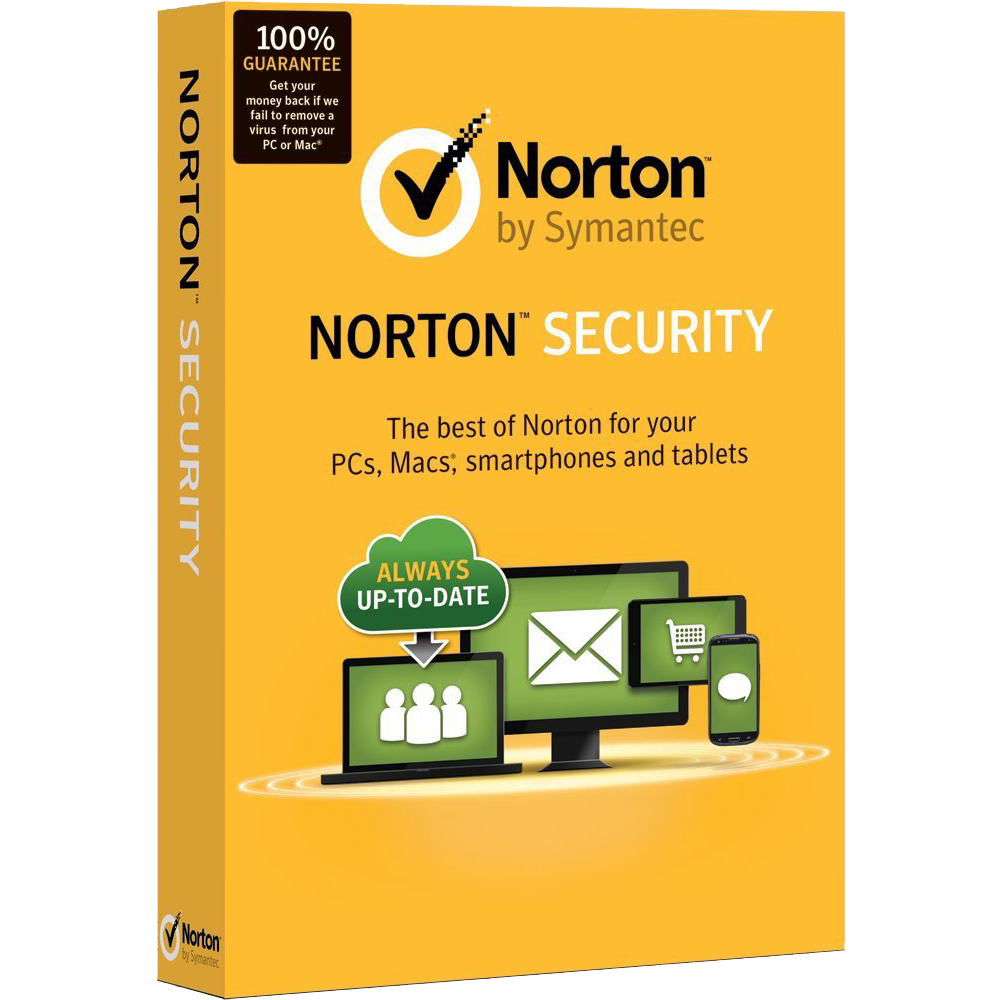 100%
GUARANTEE
Get your
money back if we
fail to remove a
virus from your
PC or Mac®
Norton™
by Symantec
NORTON™ SECURITY
The best of Norton for your
PCs, Macs®, smartphones and tablets
ALWAYS
UP-TO-DATE
NORTON™ SECURITY
Norton
by Symantec